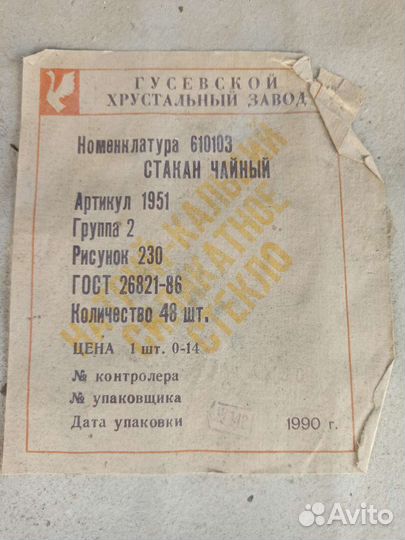 ГУСЕВСКОЙ
ХРУСТАЛЬНЫЙ ЗАВОД
Номенклатура 610103
СТАКАН ЧАЙНЫЙ
Артикул 1951
Группа 2
Рисунок 230
ГОСТ 26821-86
Количество 48 шт.
НАТРИЙ-КАЛЬЦИЙ
СИЛИКАТНОЕ
СТЕКЛО
ЦЕНА 1 шт. 0-14
№ контролера
№ упаковщика
Дата упаковки 1990 г.
Avito